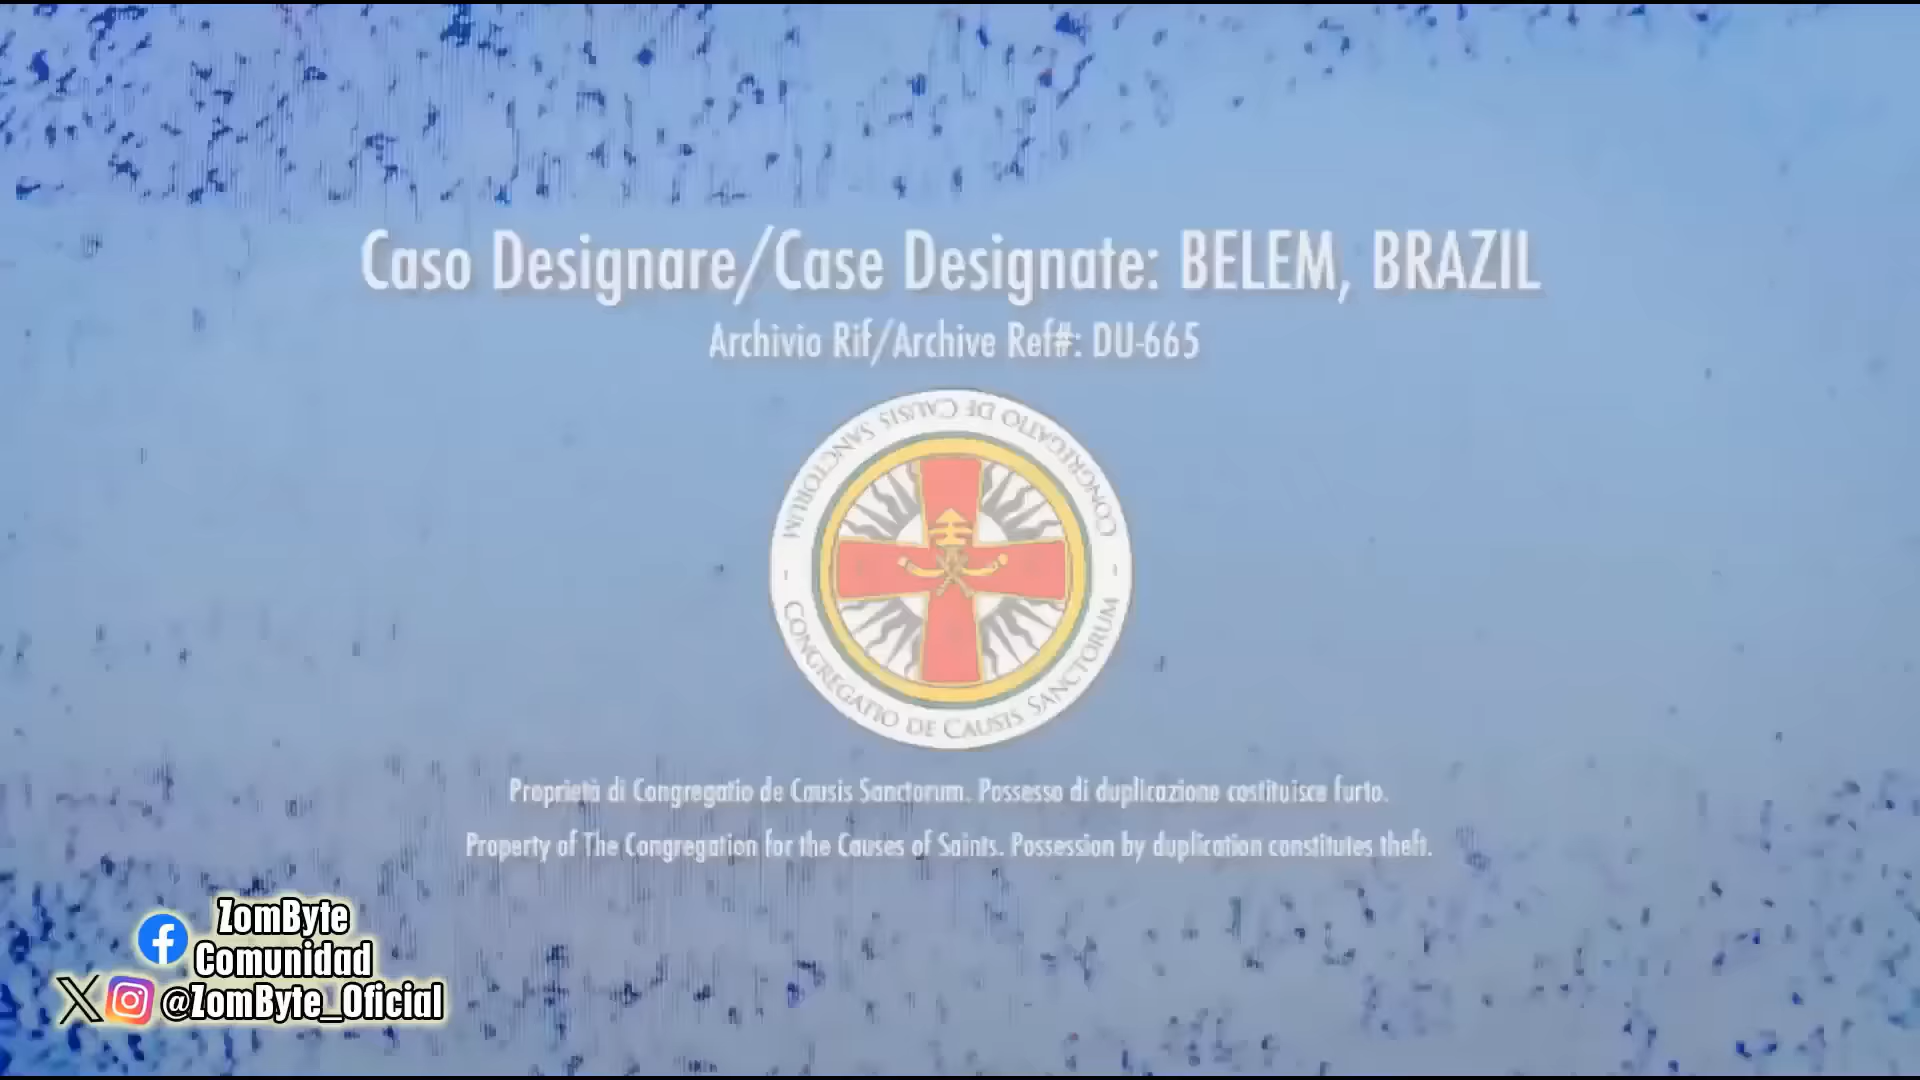 Caso Designare/Case Designate: BELEM, BRAZIL
Archivio Rif/Archive Ref#: DU-665
CONGREGATIO DE CAUSIS SANCTORUM
- CONGREGATIO DE CAUSIS SANCTORUM -
Proprietà di Congregatio de Causis Sanctorum. Possesso di duplicazione costituisce furto.
Property of The Congregation for the Causes of Saints. Possession by duplication constitutes theft.
ZomByte
Comunidad
@ZomByte_Oficial